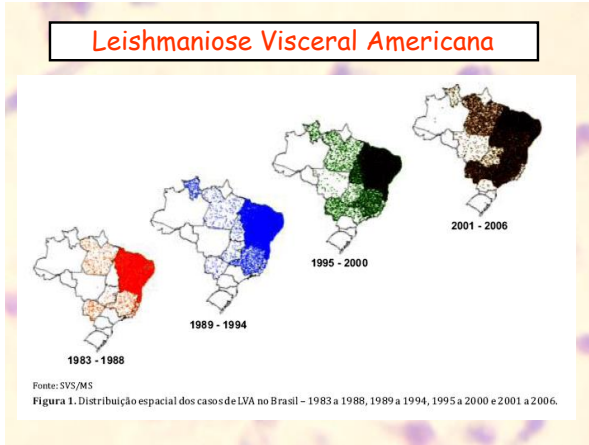 Leishmaniose Visceral Americana
2001 - 2006
1995 - 2000
1989 - 1994
1983 - 1988
Fonte: SVS/MS
Figura 1. Distribuição espacial dos casos de LVA no Brasil – 1983 a 1988, 1989 a 1994, 1995 a 2000 e 2001 a 2006.